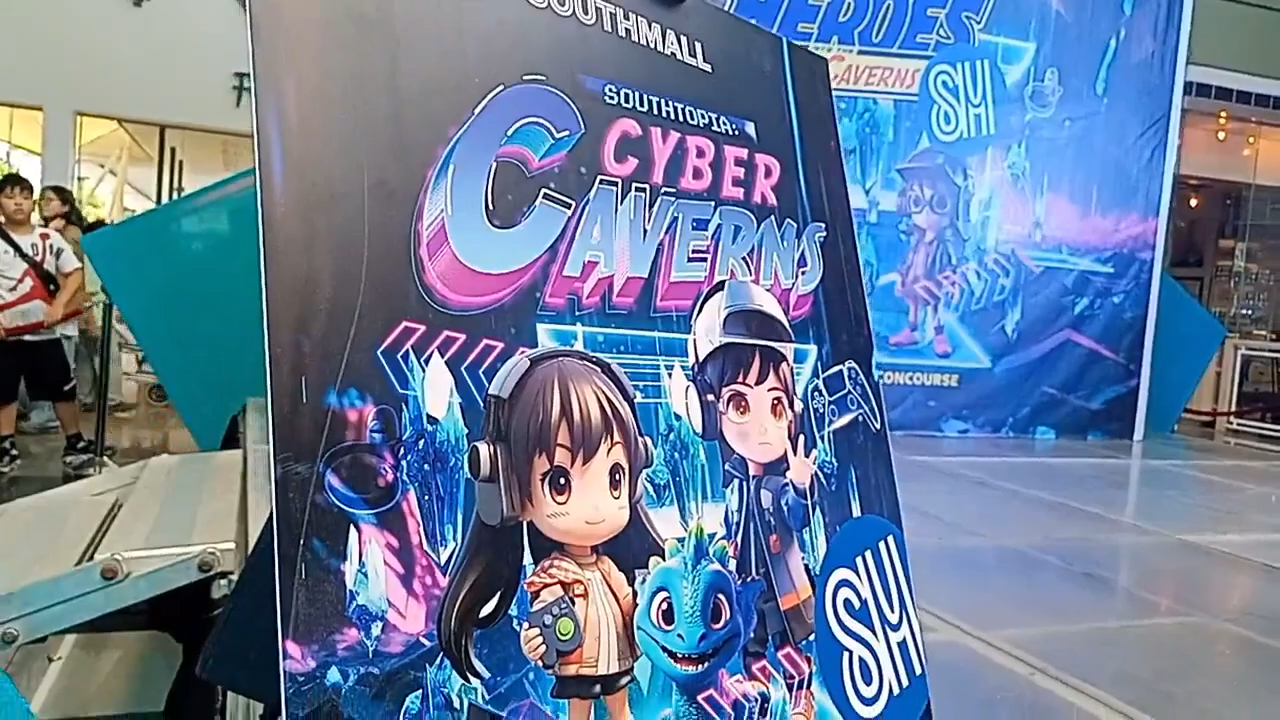 SOUTHMALL
SOUTHTOPIA:
CYBER
CAVERNS
SM
HEROES
CAVERNS
SM
CONCOURSE